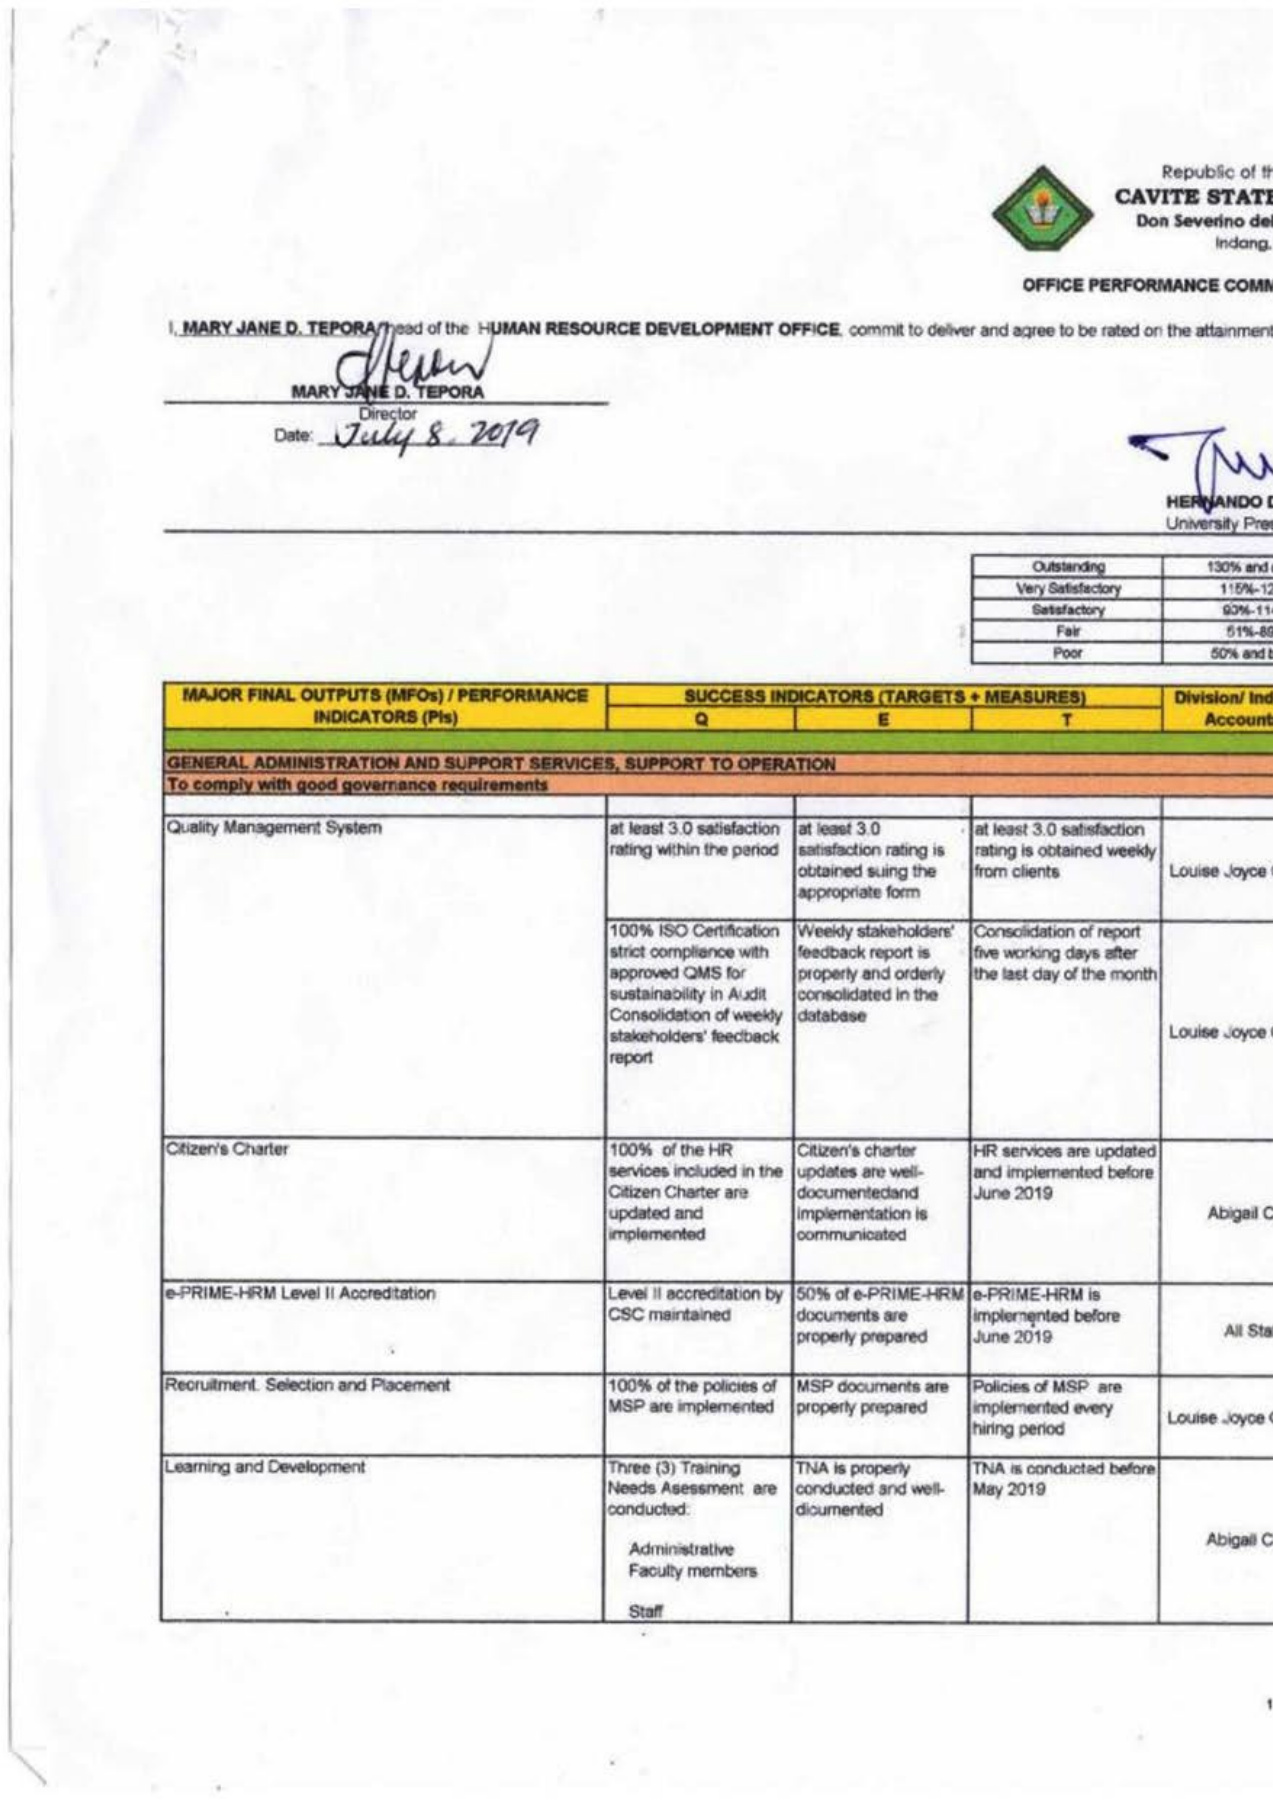 Republic of th
CAVITE STATE
Don Severino del
Indang,
OFFICE PERFORMANCE COMM
I, MARY JANE D. TEPORA, head of the HUMAN RESOURCE DEVELOPMENT OFFICE, commit to deliver and agree to be rated on the attainment
MARY JANE D. TEPORA
Director
Date: July 8, 2019
HERNANDO D
University Pres
Outstanding 130% and
Very Satisfactory 115%-12
Satisfactory 90%-11
Fair 51%-89
Poor 50% and b
MAJOR FINAL OUTPUTS (MFOs) / PERFORMANCE
INDICATORS (PIs)
SUCCESS INDICATORS (TARGETS + MEASURES)
Q E T
Division/ Ind
Account
GENERAL ADMINISTRATION AND SUPPORT SERVICES, SUPPORT TO OPERATION
To comply with good governance requirements
Quality Management System
at least 3.0 satisfaction
rating within the period
at least 3.0
satisfaction rating is
obtained suing the
appropriate form
at least 3.0 satisfaction
rating is obtained weekly
from clients
Louise Joyce
100% ISO Certification
strict compliance with
approved QMS for
sustainability in Audit
Consolidation of weekly
stakeholders' feedback
report
Weekly stakeholders'
feedback report is
properly and orderly
consolidated in the
database
Consolidation of report
five working days after
the last day of the month
Louise Joyce
Citizen's Charter
100% of the HR
services included in the
Citizen Charter are
updated and
implemented
Citizen's charter
updates are well-
documentedand
implementation is
communicated
HR services are updated
and implemented before
June 2019
Abigail C
e-PRIME-HRM Level II Accreditation
Level II accreditation by
CSC maintained
50% of e-PRIME-HRM
documents are
properly prepared
e-PRIME-HRM is
implemented before
June 2019
All Sta
Recruitment. Selection and Placement
100% of the policies of
MSP are implemented
MSP documents are
properly prepared
Policies of MSP are
implemented every
hiring period
Louise Joyce
Learning and Development
Three (3) Training
Needs Asessment are
conducted:
Administrative
Faculty members
Staff
TNA is properly
conducted and well-
dicumented
TNA is conducted before
May 2019
Abigail C
1